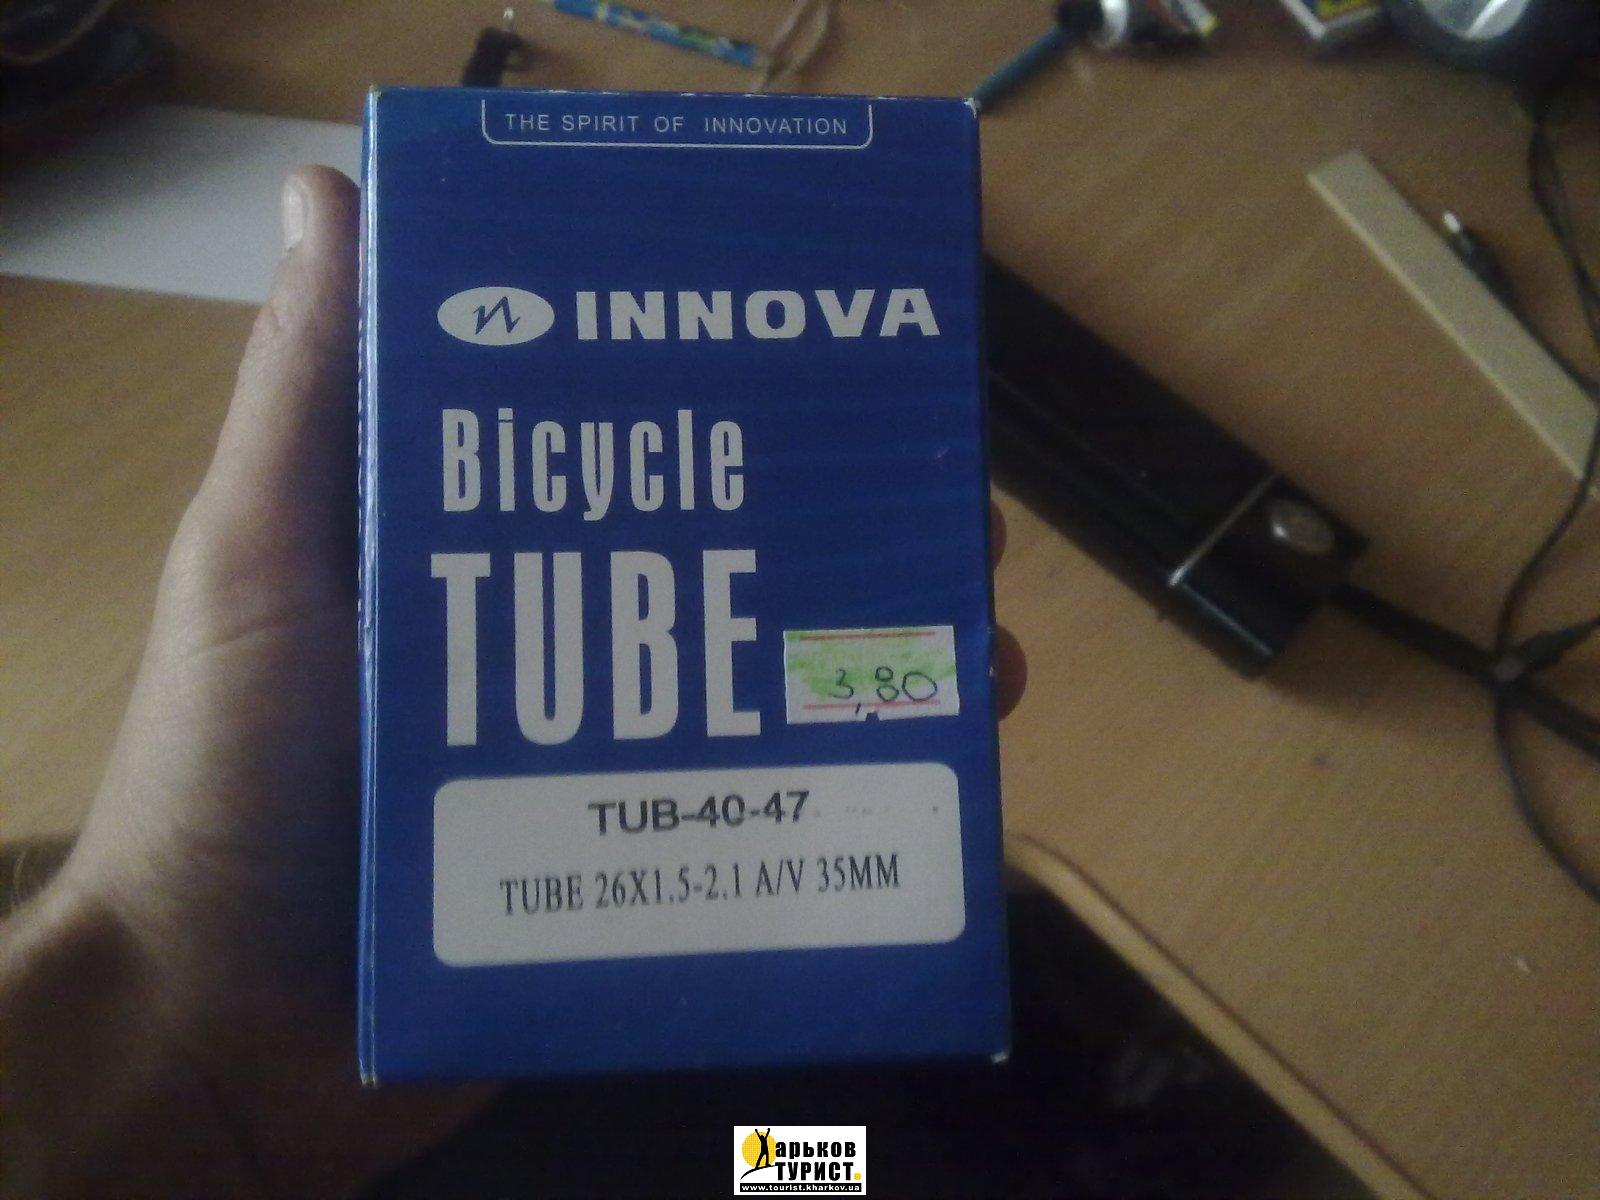 THE SPIRIT OF INNOVATION
INNOVA
Bicycle
TUBE
3,80
TUB-40-47
TUBE 26X1.5-2.1 A/V 35MM
Харьков
ТУРИСТ.
www.tourist.kharkov.ua